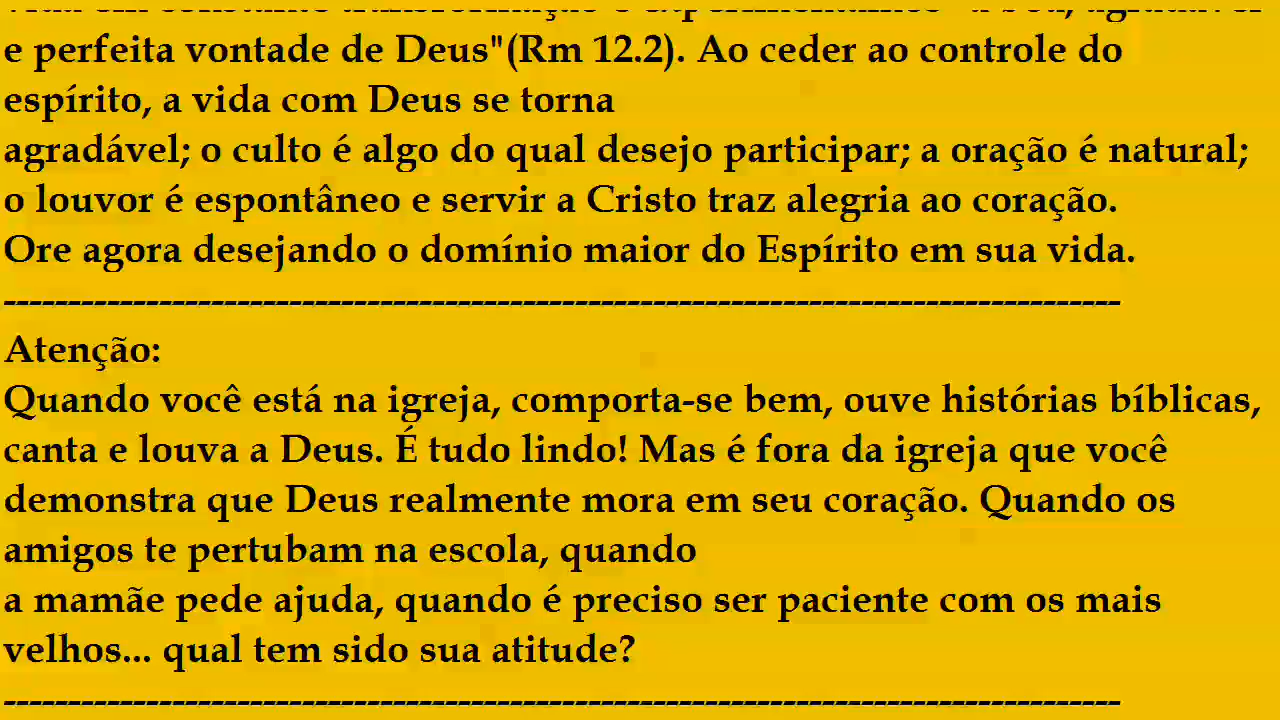 e perfeita vontade de Deus"(Rm 12.2). Ao ceder ao controle do
espírito, a vida com Deus se torna
agradável; o culto é algo do qual desejo participar; a oração é natural;
o louvor é espontâneo e servir a Cristo traz alegria ao coração.
Ore agora desejando o domínio maior do Espírito em sua vida.
--------------------------------------------------------------------------------------
Atenção:
Quando você está na igreja, comporta-se bem, ouve histórias bíblicas,
canta e louva a Deus. É tudo lindo! Mas é fora da igreja que você
demonstra que Deus realmente mora em seu coração. Quando os
amigos te pertubam na escola, quando
a mamãe pede ajuda, quando é preciso ser paciente com os mais
velhos... qual tem sido sua atitude?
--------------------------------------------------------------------------------------